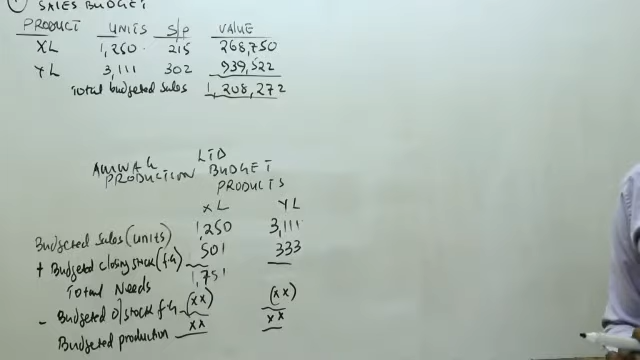 SALES BUDGET
PRODUCT UNITS S/P VALUE
XL 1,250 215 268,750
YL 3,111 302 939,522
Total budgeted sales 1,208,272
LTD
PRODUCTION BUDGET
PRODUCTS
XL YL
Budgeted Sales (units) 1250 3,111
+ Budgeted closing stock (f.G) 501 333
Total Needs 1,751
- Budgeted o/stock f.G (xx) (xx)
Budgeted production xx xx